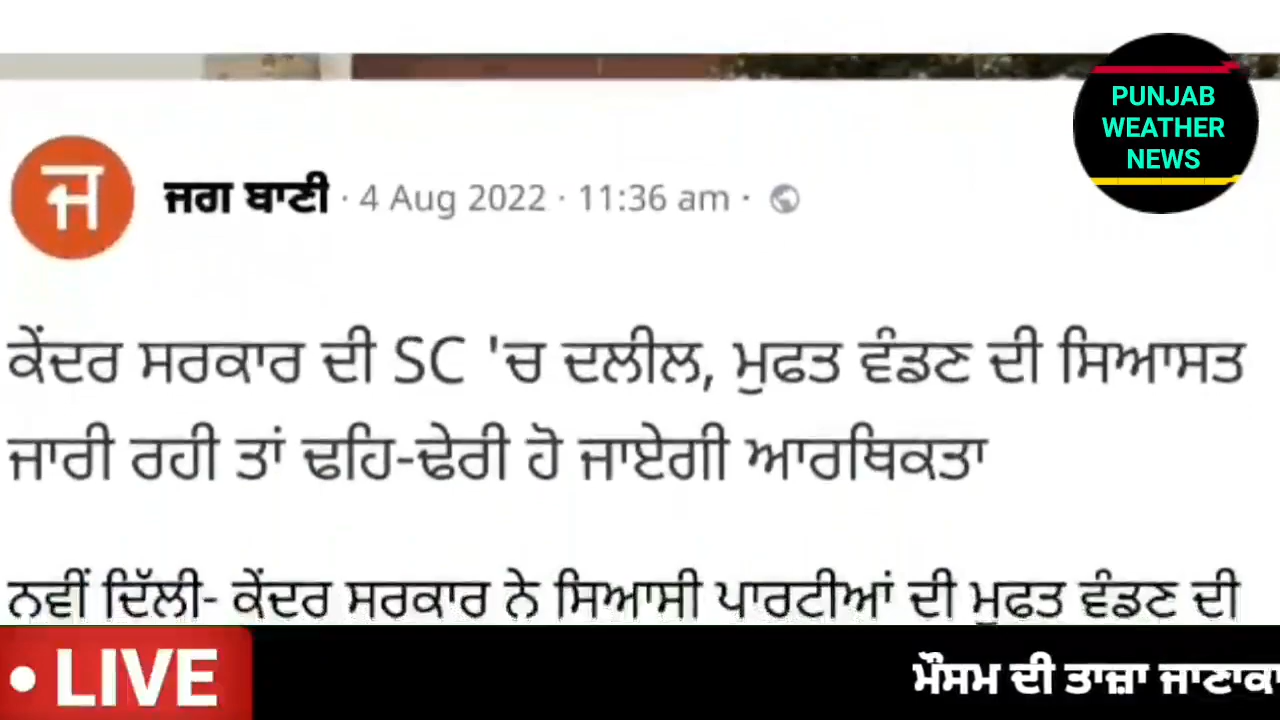 PUNJAB
WEATHER
NEWS
ਜ
ਜਗ ਬਾਣੀ · 4 Aug 2022 · 11:36 am ·
ਕੇਂਦਰ ਸਰਕਾਰ ਦੀ SC 'ਚ ਦਲੀਲ, ਮੁਫਤ ਵੰਡਣ ਦੀ ਸਿਆਸਤ
ਜਾਰੀ ਰਹੀ ਤਾਂ ਢਹਿ-ਢੇਰੀ ਹੋ ਜਾਏਗੀ ਆਰਥਿਕਤਾ
ਨਵੀਂ ਦਿੱਲੀ- ਕੇਂਦਰ ਸਰਕਾਰ ਨੇ ਸਿਆਸੀ ਪਾਰਟੀਆਂ ਦੀ ਮੁਫਤ ਵੰਡਣ ਦੀ
• LIVE
ਮੌਸਮ ਦੀ ਤਾਜ਼ਾ